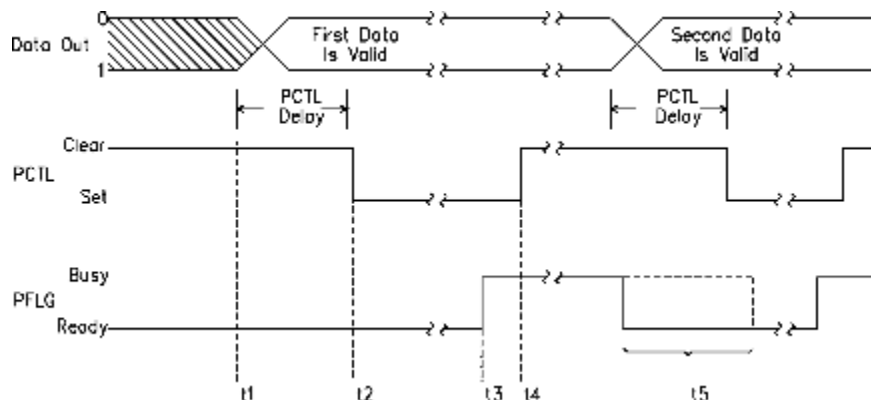 0
Data Out
1
First Data
Is Valid
Second Data
Is Valid
PCTL
Delay
PCTL
Delay
Clear
PCTL
Set
Busy
PFLG
Ready
t1
t2
t3
t4
t5